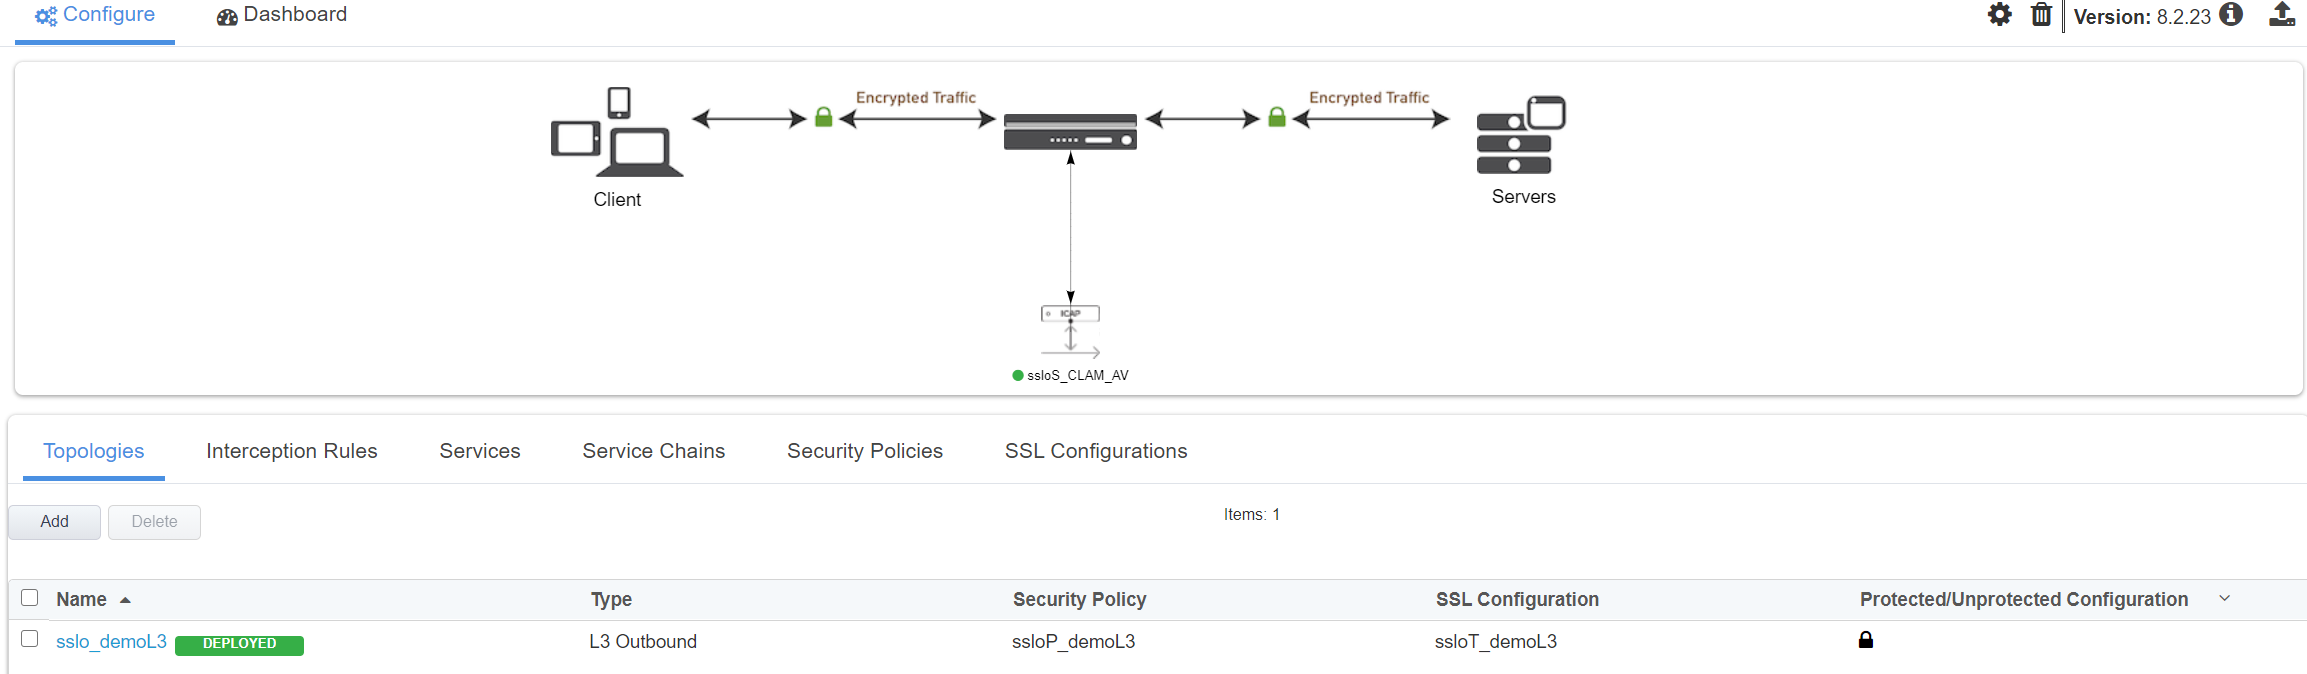 Configure Dashboard Version: 8.2.23
Encrypted Traffic Encrypted Traffic
Client Servers
ICAP
ssloS_CLAM_AV
Topologies Interception Rules Services Service Chains Security Policies SSL Configurations
Add Delete Items: 1
Name Type Security Policy SSL Configuration Protected/Unprotected Configuration
sslo_demoL3 DEPLOYED L3 Outbound ssloP_demoL3 ssloT_demoL3